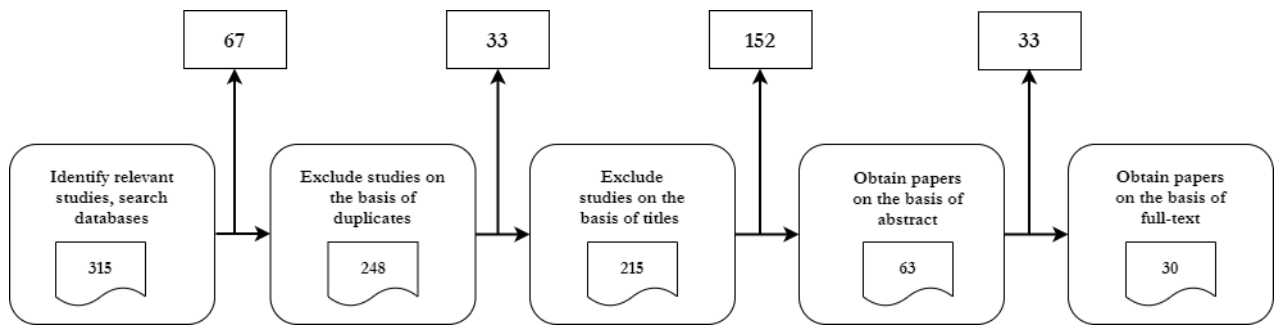 67
33
152
33
Identify relevant
studies, search
databases
315
Exclude studies on
the basis of
duplicates
248
Exclude
studies on the
basis of titles
215
Obtain papers
on the basis of
abstract
63
Obtain papers
on the basis of
full-text
30